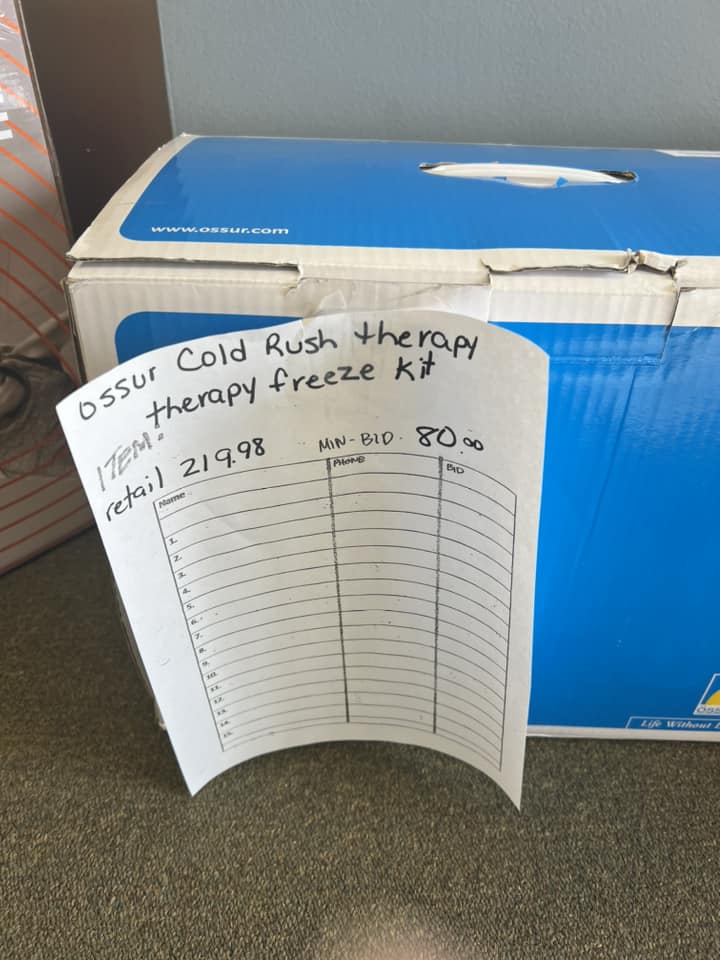 www.ossur.com
ossur Cold Rush therapy
therapy freeze kit
ITEM:
retail 219.98 MIN-BID. 80.00
Name PHONE BID
1.
2.
3.
4.
5.
6.
7.
8.
9.
10.
11.
12.
13.
14.
15.
Life Without